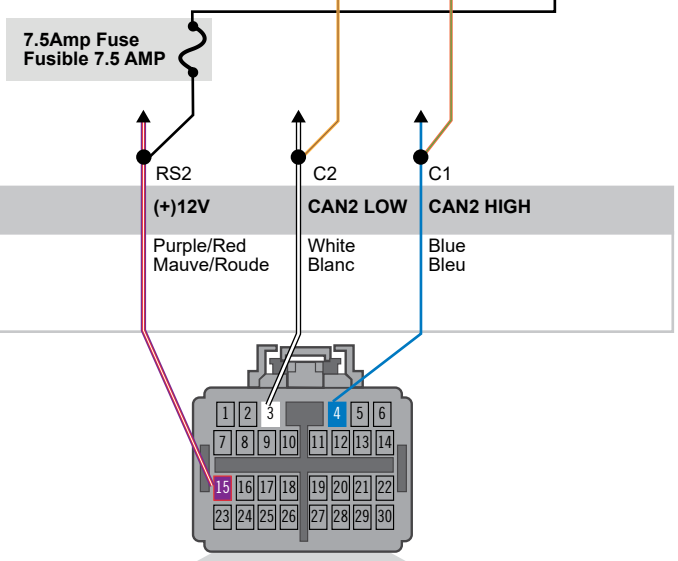 7.5Amp Fuse
Fusible 7.5 AMP
RS2
C2
C1
(+)12V
CAN2 LOW
CAN2 HIGH
Purple/Red
Mauve/Roude
White
Blanc
Blue
Bleu
1 2 3 4 5 6
7 8 9 10 11 12 13 14
15 16 17 18 19 20 21 22
23 24 25 26 27 28 29 30